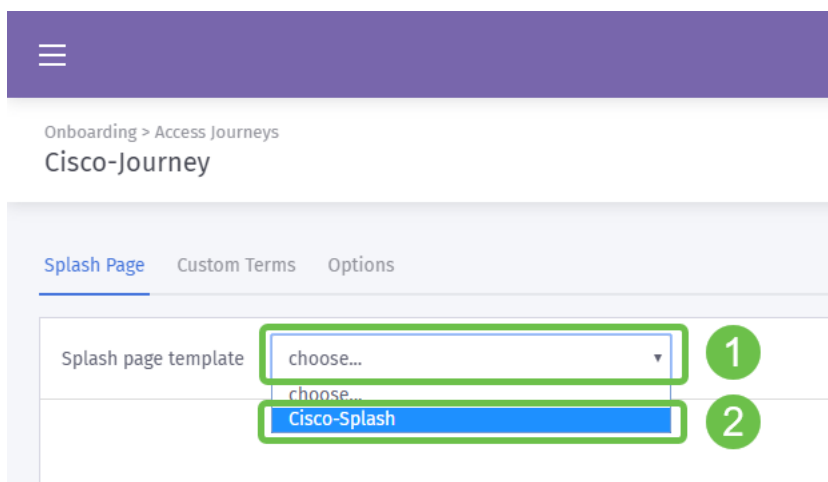 Onboarding > Access Journeys
Cisco-Journey
Splash Page Custom Terms Options
Splash page template choose... 1
choose...
Cisco-Splash 2